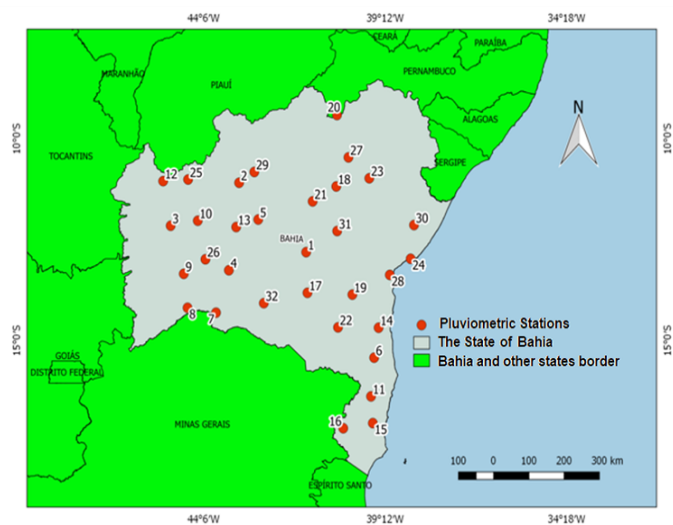 44°6'W 39°12'W 34°18'W
CEARÁ
PARAÍBA
MARANHÃO
PIAUÍ
PERNAMBUCO
20
N
ALAGOAS
10°0'S 10°0'S
TOCANTINS
27
SERGIPE
12 25 2 29 18 23
21
3 10 13 5 31 30
BAHIA 1
26 24
9 4 28
17 19
32
8 7 22 14
Pluviometric Stations
The State of Bahia
Bahia and other states border
15°0'S 15°0'S
6
GOIÁS
DISTRITO FEDERAL
11
MINAS GERAIS
16 15
100 0 100 200 300 km
ESPÍRITO SANTO
44°6'W 39°12'W 34°18'W